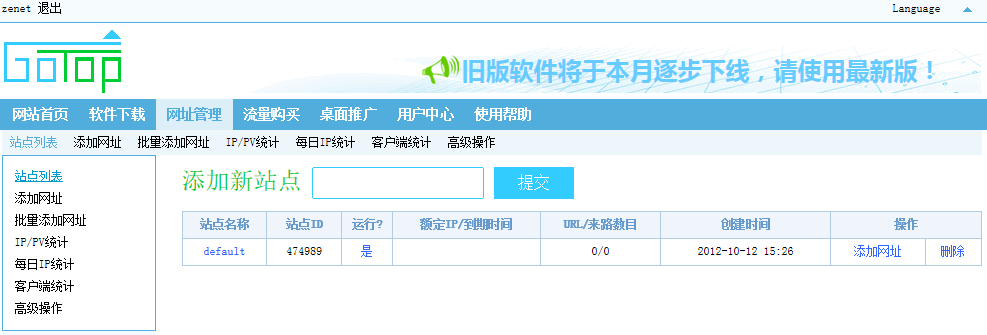 zenet 退出 Language
GoTop
旧版软件将于本月逐步下线，请使用最新版！
网站首页 软件下载 网址管理 流量购买 桌面推广 用户中心 使用帮助
站点列表 添加网址 批量添加网址 IP/PV统计 每日IP统计 客户端统计 高级操作
站点列表
添加网址
批量添加网址
IP/PV统计
每日IP统计
客户端统计
高级操作
添加新站点 提交
站点名称 站点ID 运行? 额定IP/到期时间 URL/来路数目 创建时间 操作
default 474989 是 0/0 2012-10-12 15:26 添加网址 删除